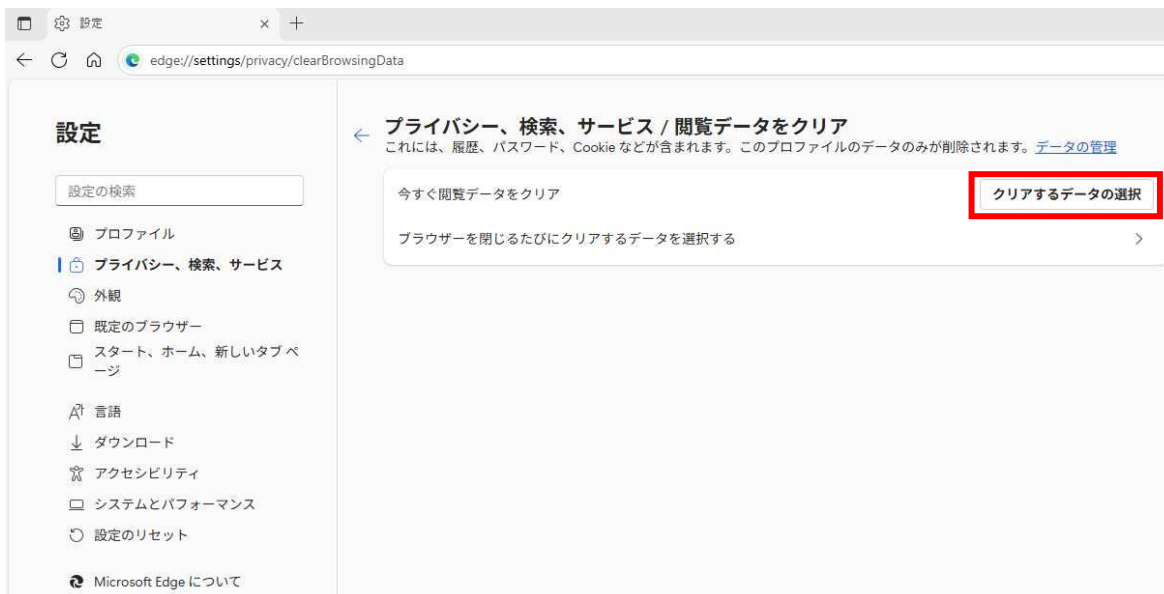 設定
edge://settings/privacy/clearBrowsingData
設定
設定の検索
プロファイル
プライバシー、検索、サービス
外観
既定のブラウザー
スタート、ホーム、新しいタブ ペ
ージ
言語
ダウンロード
アクセシビリティ
システムとパフォーマンス
設定のリセット
Microsoft Edge について
プライバシー、検索、サービス / 閲覧データをクリア
これには、履歴、パスワード、Cookie などが含まれます。このプロファイルのデータのみが削除されます。データの管理
今すぐ閲覧データをクリア
クリアするデータの選択
ブラウザーを閉じるたびにクリアするデータを選択する